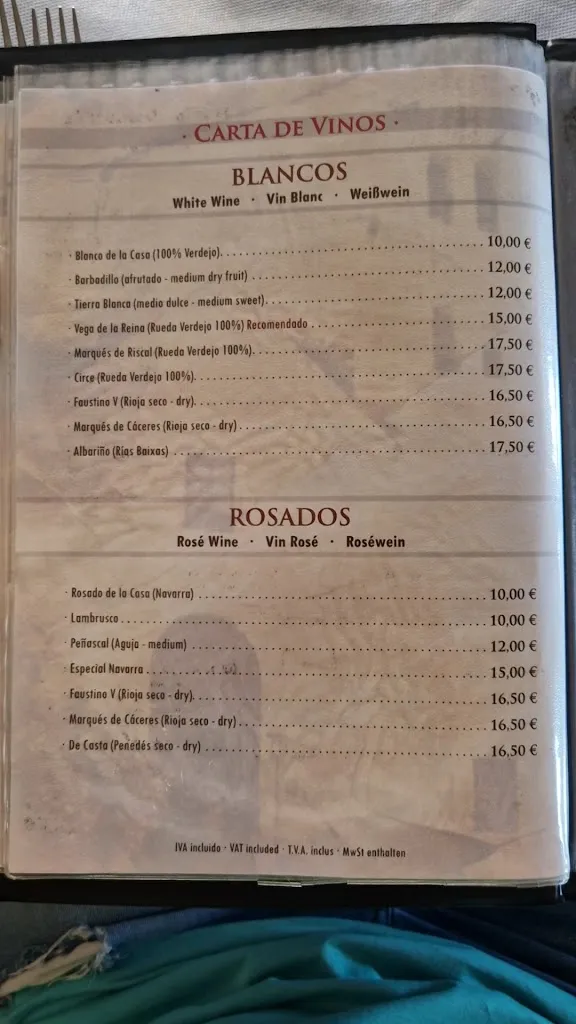 · CARTA DE VINOS ·
BLANCOS
White Wine · Vin Blanc · Weißwein
· Blanco de la Casa (100% Verdejo). 10,00 €
· Barbadillo (afrutado - medium dry fruit) 12,00 €
· Tierra Blanca (medio dulce - medium sweet). 12,00 €
· Vega de la Reina (Rueda Verdejo 100%) Recomendado 15,00 €
· Marqués de Riscal (Rueda Verdejo 100%). 17,50 €
· Circe (Rueda Verdejo 100%). 17,50 €
· Faustino V (Rioja seco - dry). 16,50 €
· Marqués de Cáceres (Rioja seco - dry) 16,50 €
· Albariño (Rías Baixas) 17,50 €
ROSADOS
Rosé Wine · Vin Rosé · Roséwein
· Rosado de la Casa (Navarra) 10,00 €
· Lambrusco 10,00 €
· Peñascal (Aguja - medium) 12,00 €
· Especial Navarra 15,00 €
· Faustino V (Rioja seco - dry). 16,50 €
· Marqués de Cáceres (Rioja seco - dry) 16,50 €
· De Casta (Penedés seco - dry) 16,50 €
IVA incluido · VAT included · T.V.A. inclus · MwSt enthalten